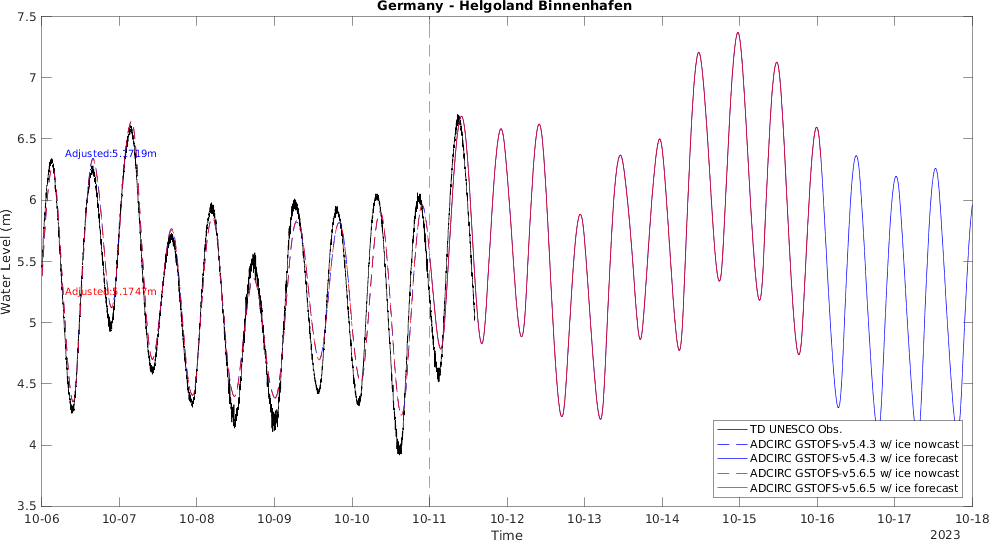 Germany - Helgoland Binnenhafen
7.5
7
6.5
6
5.5
5
4.5
4
3.5
Water Level (m)
Adjusted:5.1719m
Adjusted:5.1747m
TD UNESCO Obs.
ADCIRC GSTOFS-v5.4.3 w/ ice nowcast
ADCIRC GSTOFS-v5.4.3 w/ ice forecast
ADCIRC GSTOFS-v5.6.5 w/ ice nowcast
ADCIRC GSTOFS-v5.6.5 w/ ice forecast
10-06 10-07 10-08 10-09 10-10 10-11 10-12 10-13 10-14 10-15 10-16 10-17 10-18
Time
2023